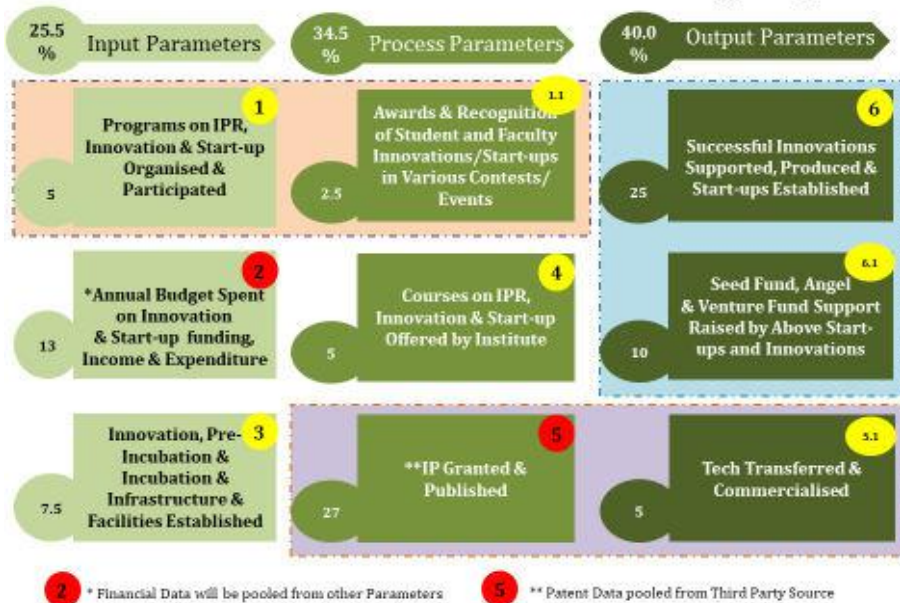 25.5
%
Input Parameters
34.5
%
Process Parameters
40.0
%
Output Parameters
1
Programs on IPR,
Innovation & Start-up
Organised &
Participated
5
1.1
Awards & Recognition
of Student and Faculty
Innovations/Start-ups
in Various Contests/
Events
2.5
6
Successful Innovations
Supported, Produced &
Start-ups Established
25
2
*Annual Budget Spent
on Innovation
& Start-up funding,
Income & Expenditure
13
4
Courses on IPR,
Innovation & Start-up
Offered by Institute
5
6.1
Seed Fund, Angel
& Venture Fund Support
Raised by Above Start-
ups and Innovations
10
3
Innovation, Pre-
Incubation &
Incubation &
Infrastructure &
Facilities Established
7.5
5
**IP Granted &
Published
27
5.1
Tech Transferred &
Commercialised
5
2 * Financial Data will be pooled from other Parameters
5 ** Patent Data pooled from Third Party Source